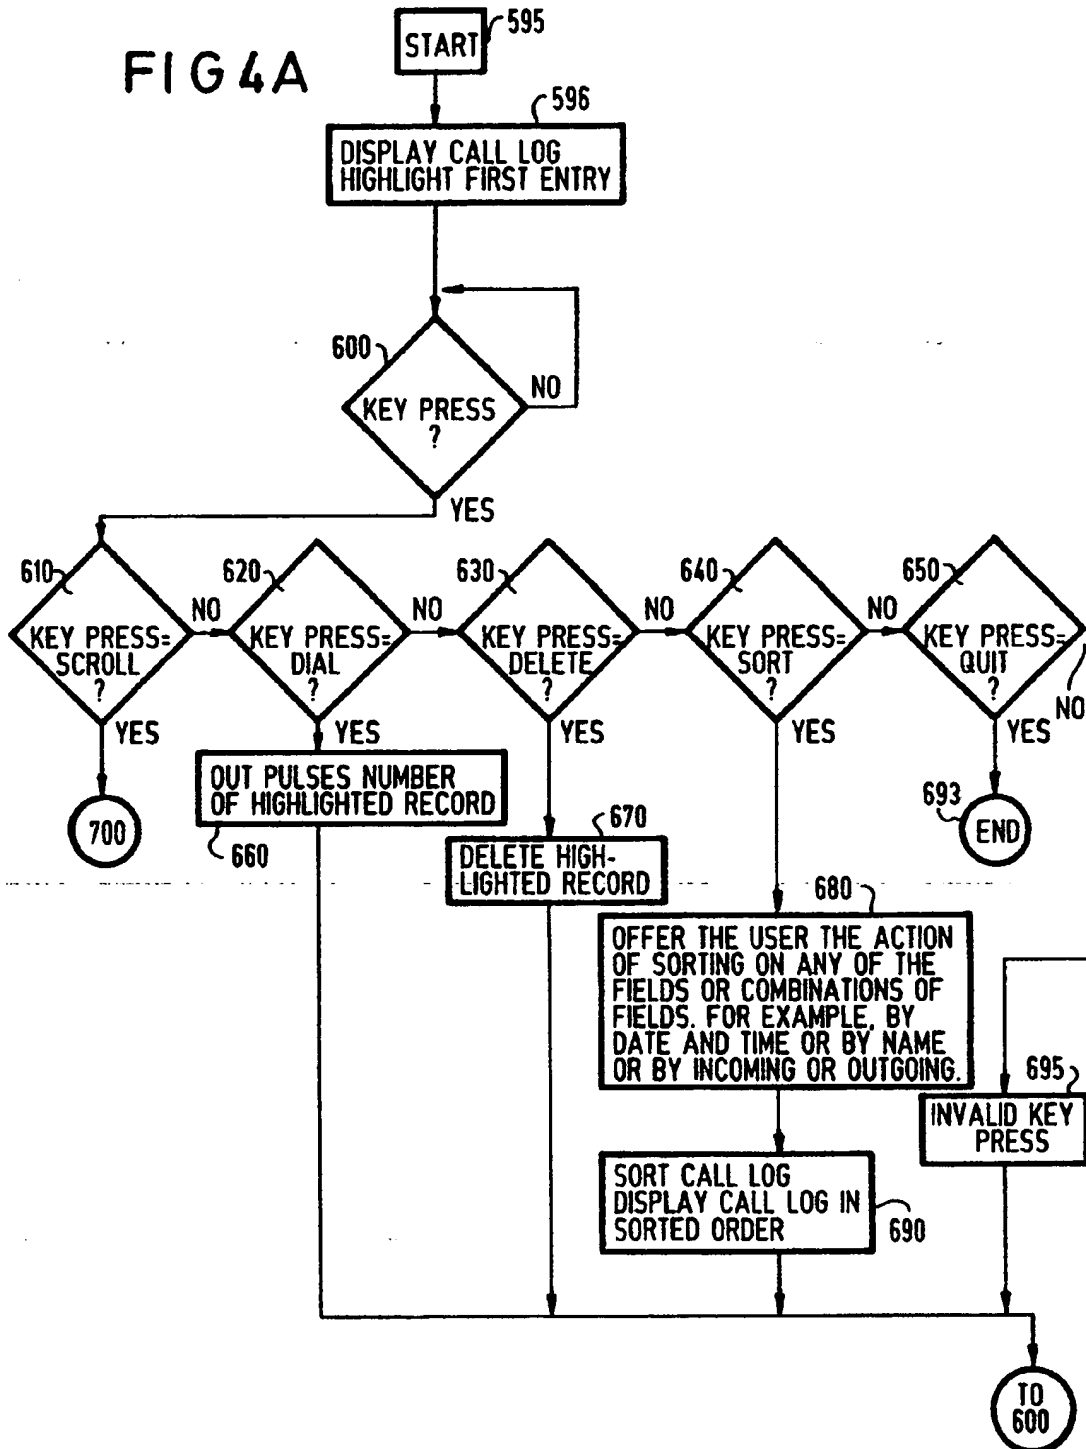 FIG 4A
START
595
596
DISPLAY CALL LOG
HIGHLIGHT FIRST ENTRY
600
KEY PRESS
?
NO
YES
610
KEY PRESS=
SCROLL
?
NO
YES
700
620
KEY PRESS=
DIAL
?
NO
YES
OUT PULSES NUMBER
OF HIGHLIGHTED RECORD
660
630
KEY PRESS=
DELETE
?
NO
YES
670
DELETE HIGH-
LIGHTED RECORD
640
KEY PRESS=
SORT
?
NO
YES
680
OFFER THE USER THE ACTION
OF SORTING ON ANY OF THE
FIELDS OR COMBINATIONS OF
FIELDS. FOR EXAMPLE, BY
DATE AND TIME OR BY NAME
OR BY INCOMING OR OUTGOING.
SORT CALL LOG
DISPLAY CALL LOG IN
SORTED ORDER
690
650
KEY PRESS=
QUIT
?
NO
YES
693
END
695
INVALID KEY
PRESS
TO
600